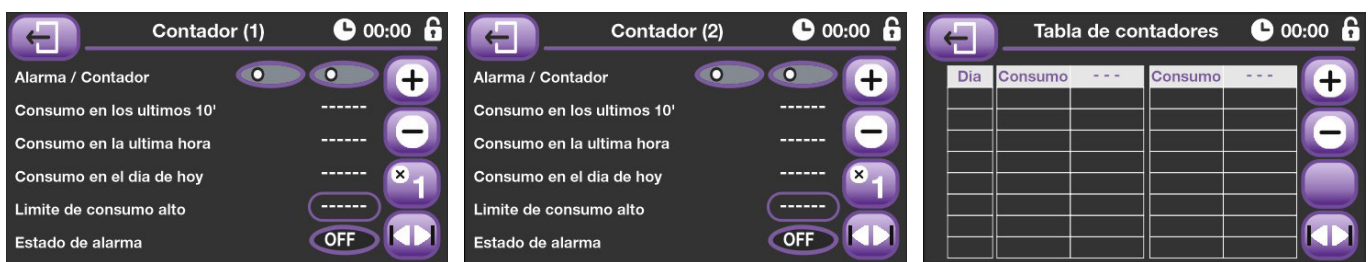 Contador (1) 00:00
Alarma / Contador
Consumo en los ultimos 10' ------
Consumo en la ultima hora ------
Consumo en el dia de hoy ------
Limite de consumo alto ------
Estado de alarma OFF
+
−
×1
Contador (2) 00:00
Alarma / Contador
Consumo en los ultimos 10' ------
Consumo en la ultima hora ------
Consumo en el dia de hoy ------
Limite de consumo alto ------
Estado de alarma OFF
+
−
×1
Tabla de contadores 00:00
Dia Consumo - - - Consumo - - -
+
−